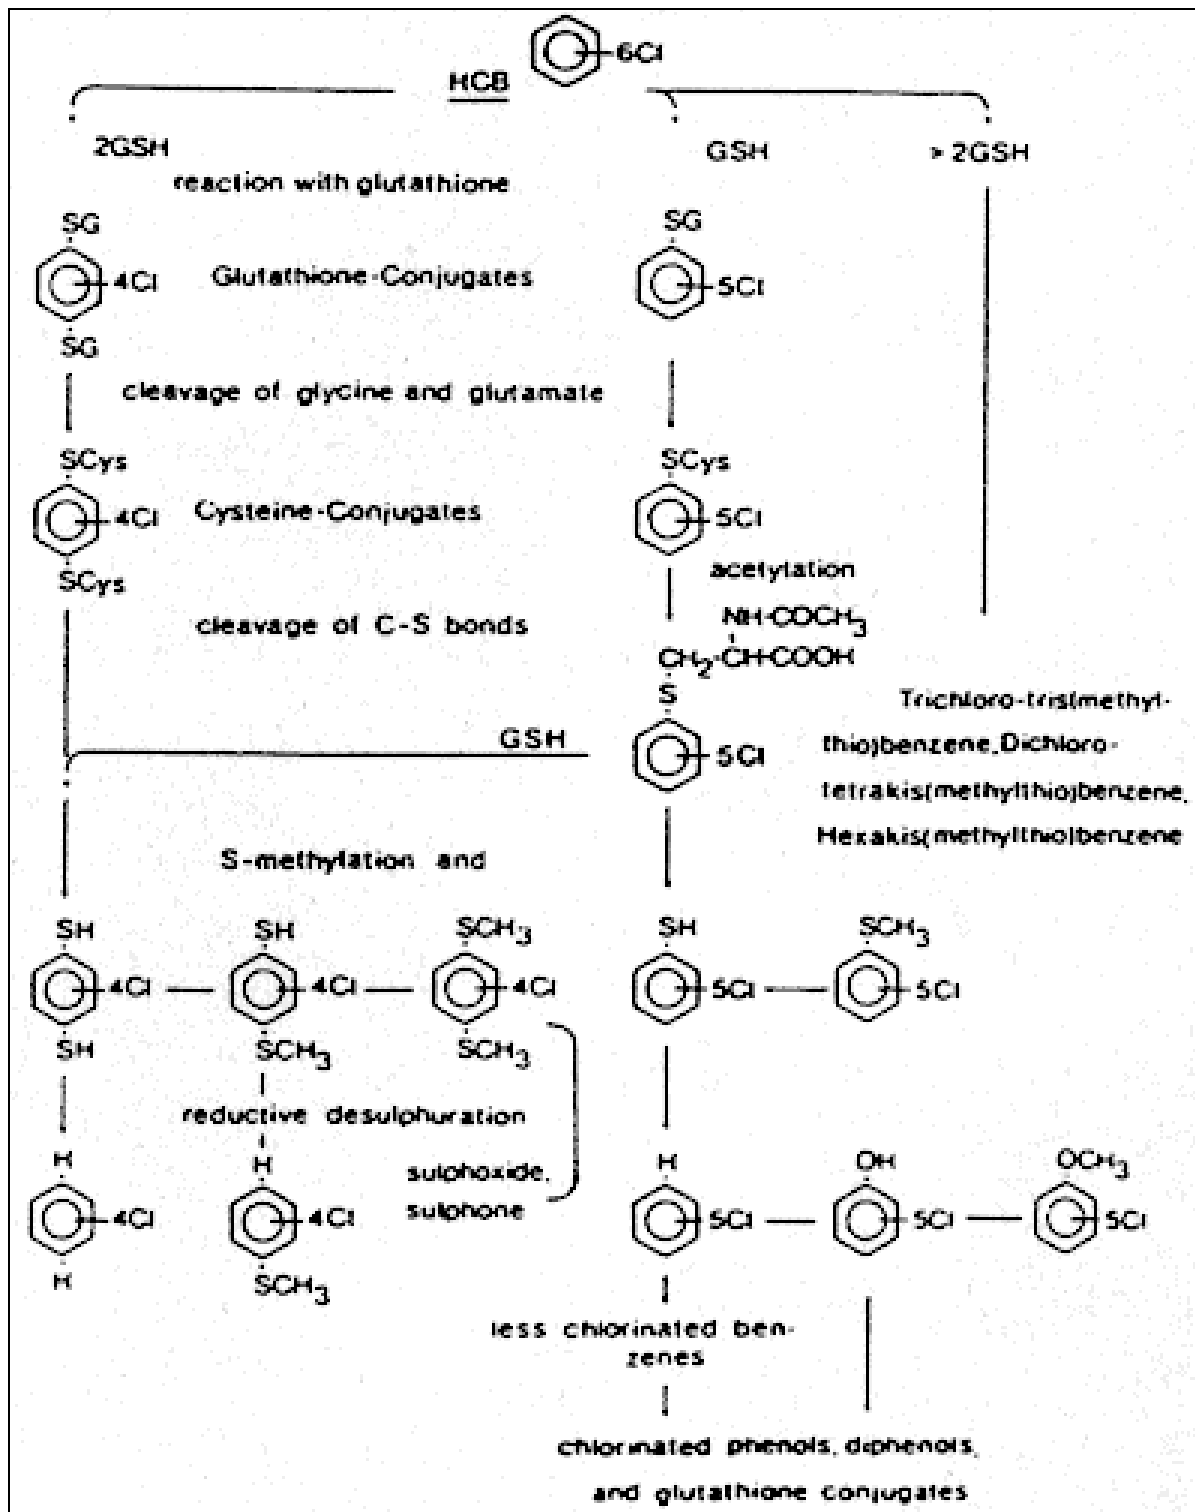 6Cl
HCB
2GSH
GSH
> 2GSH
reaction with glutathione
SG
SG
4Cl
Glutathione-Conjugates
5Cl
SG
cleavage of glycine and glutamate
SCys
SCys
4Cl
Cysteine-Conjugates
5Cl
SCys
acetylation
cleavage of C-S bonds
NH-COCH3
CH2-CH-COOH
S
Trichloro-tris(methyl-
GSH
5Cl
thio)benzene, Dichloro-
tetrakis(methylthio)benzene,
Hexakis(methylthio)benzene
S-methylation and
SH
SH
SCH3
SH
SCH3
4Cl
4Cl
4Cl
5Cl
5Cl
SH
SCH3
SCH3
reductive desulphuration
H
H
sulphoxide,
sulphone
H
OH
OCH3
4Cl
4Cl
5Cl
5Cl
5Cl
H
SCH3
less chlorinated ben-
zenes
chlorinated phenols, diphenols,
and glutathione conjugates